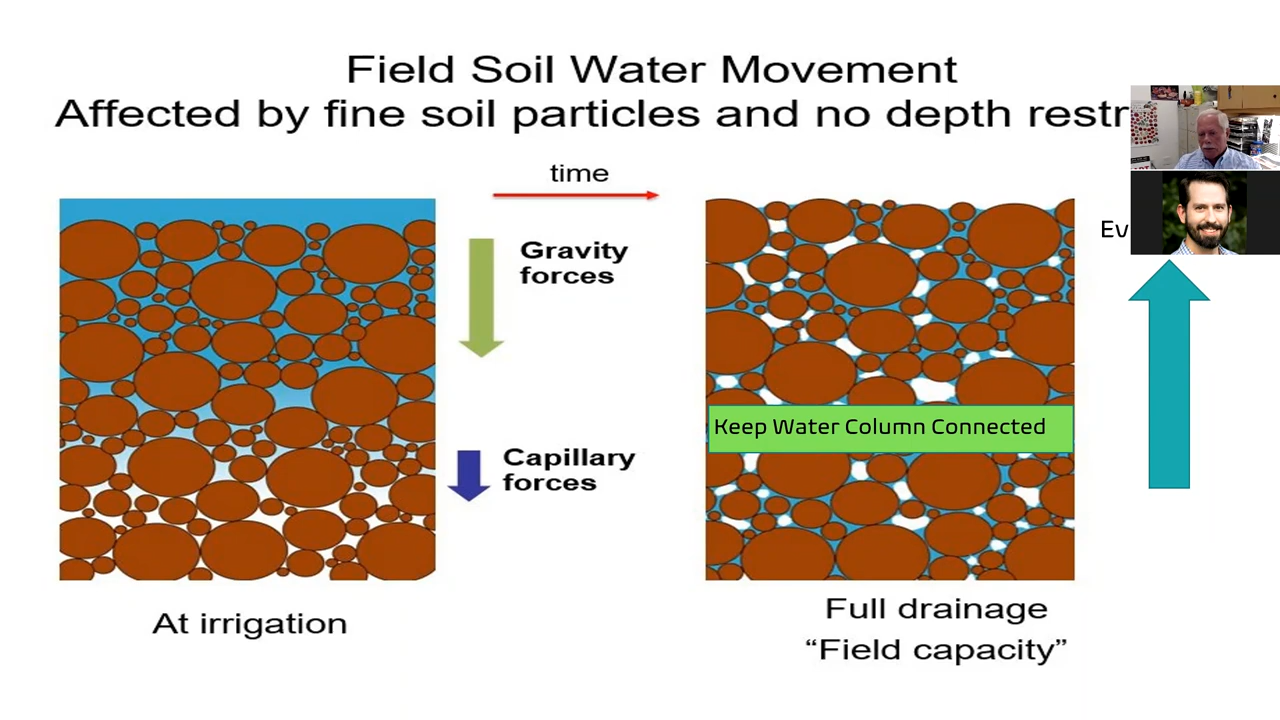 Field Soil Water Movement
Affected by fine soil particles and no depth restr
time
Gravity
forces
Ev
Keep Water Column Connected
Capillary
forces
At irrigation
Full drainage
“Field capacity”